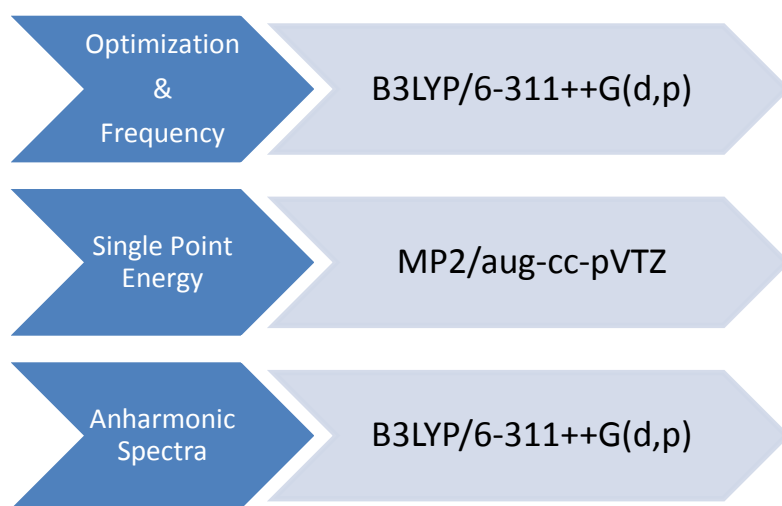 Optimization
&
Frequency
B3LYP/6-311++G(d,p)
Single Point
Energy
MP2/aug-cc-pVTZ
Anharmonic
Spectra
B3LYP/6-311++G(d,p)